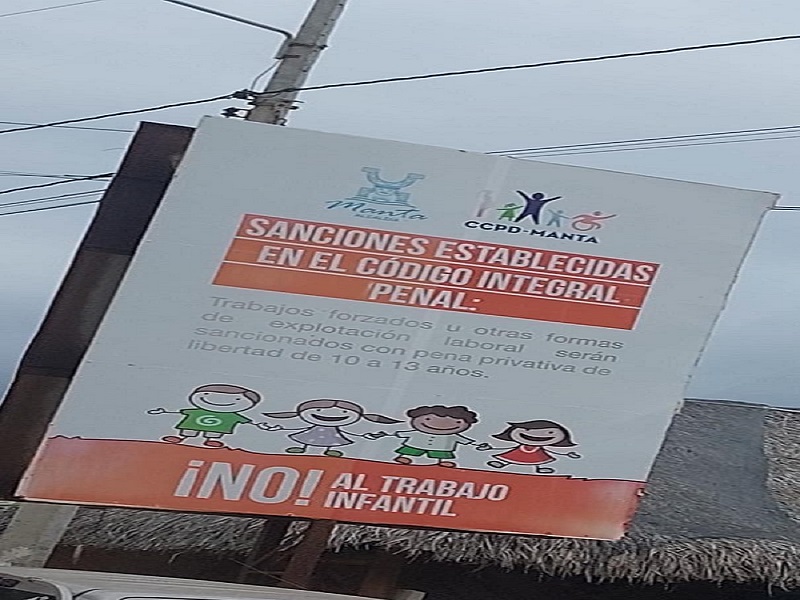 Manta
CCPD-MANTA
SANCIONES ESTABLECIDAS
EN EL CÓDIGO INTEGRAL
PENAL:
Trabajos forzados u otras formas
de explotación laboral serán
sancionados con pena privativa de
libertad de 10 a 13 años.
¡NO! AL TRABAJO
INFANTIL